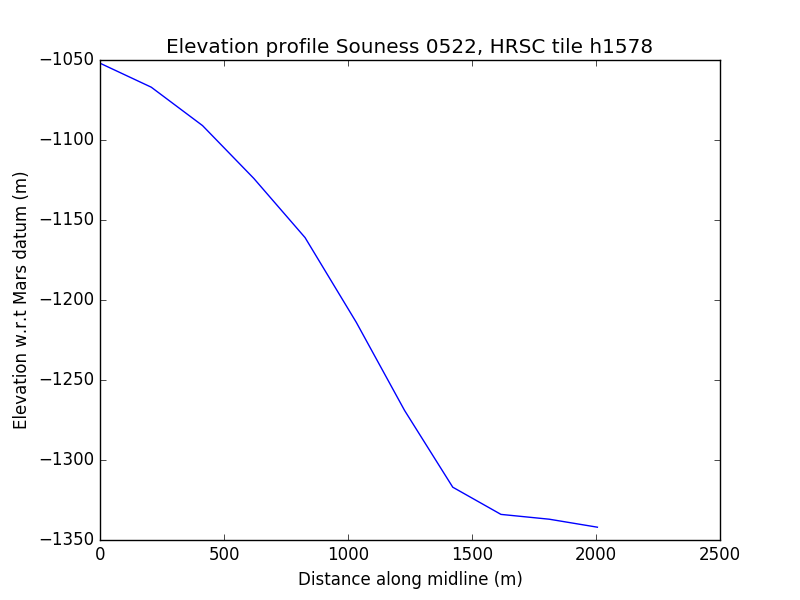 Elevation profile Souness 0522, HRSC tile h1578
−1050
−1100
−1150
−1200
−1250
−1300
−1350
Elevation w.r.t Mars datum (m)
0 500 1000 1500 2000 2500
Distance along midline (m)